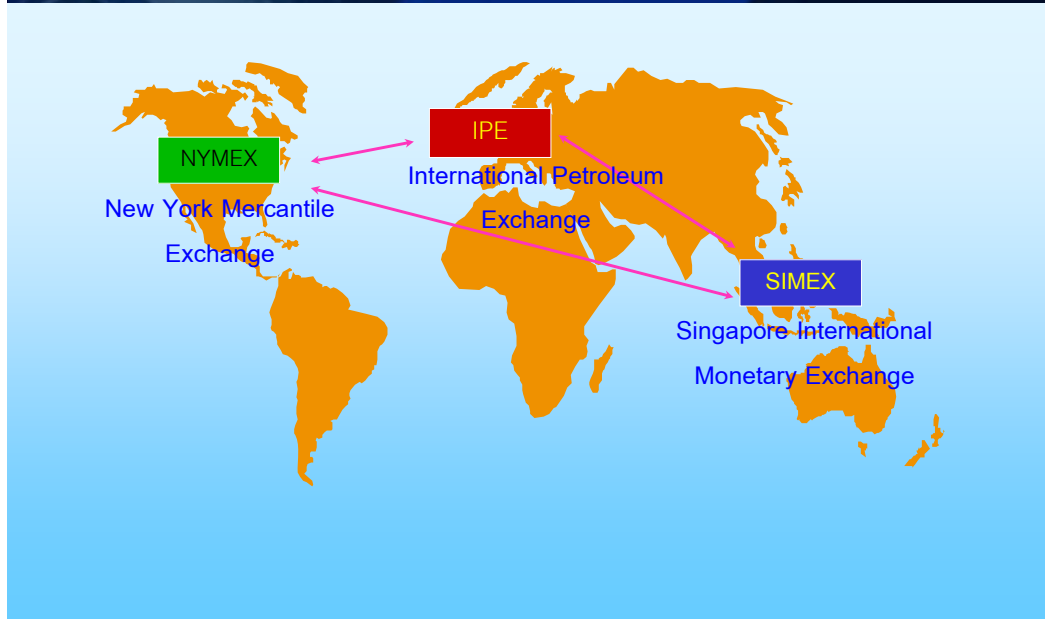 IPE
NYMEX
International Petroleum
Exchange
New York Mercantile
Exchange
SIMEX
Singapore International
Monetary Exchange